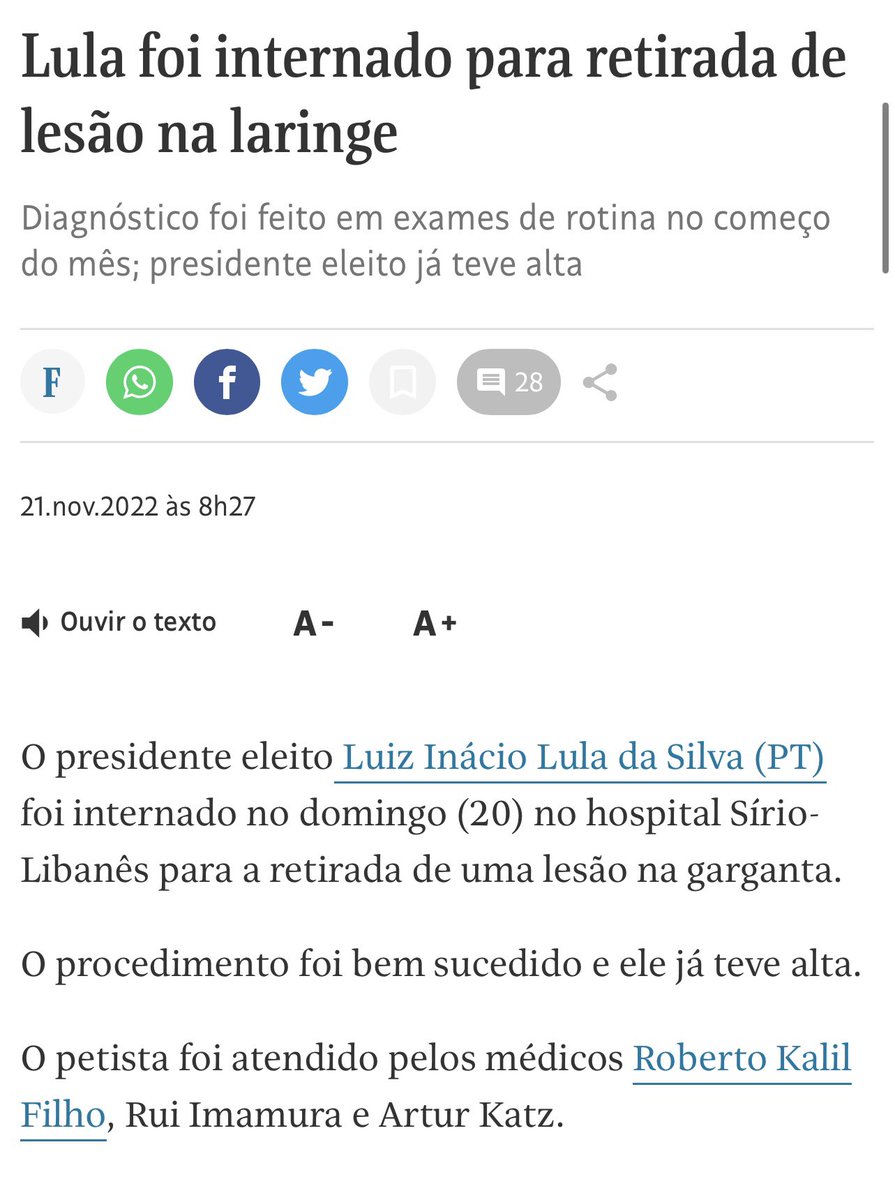 Lula foi internado para retirada de
lesão na laringe
Diagnóstico foi feito em exames de rotina no começo
do mês; presidente eleito já teve alta
F
f
28
21.nov.2022 às 8h27
Ouvir o texto A- A+
O presidente eleito Luiz Inácio Lula da Silva (PT)
foi internado no domingo (20) no hospital Sírio-
Libanês para a retirada de uma lesão na garganta.
O procedimento foi bem sucedido e ele já teve alta.
O petista foi atendido pelos médicos Roberto Kalil
Filho, Rui Imamura e Artur Katz.